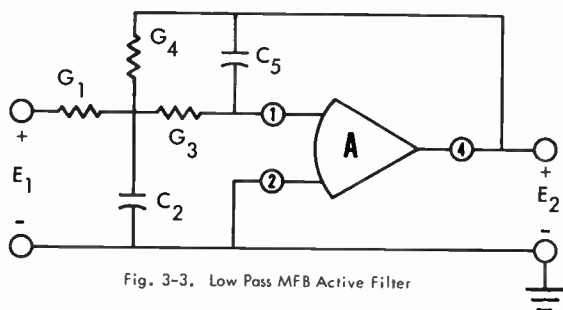 G4
C5
G1
G3
1
A
4
2
+
E1
-
C2
+
E2
-
Fig. 3-3. Low Pass MFB Active Filter